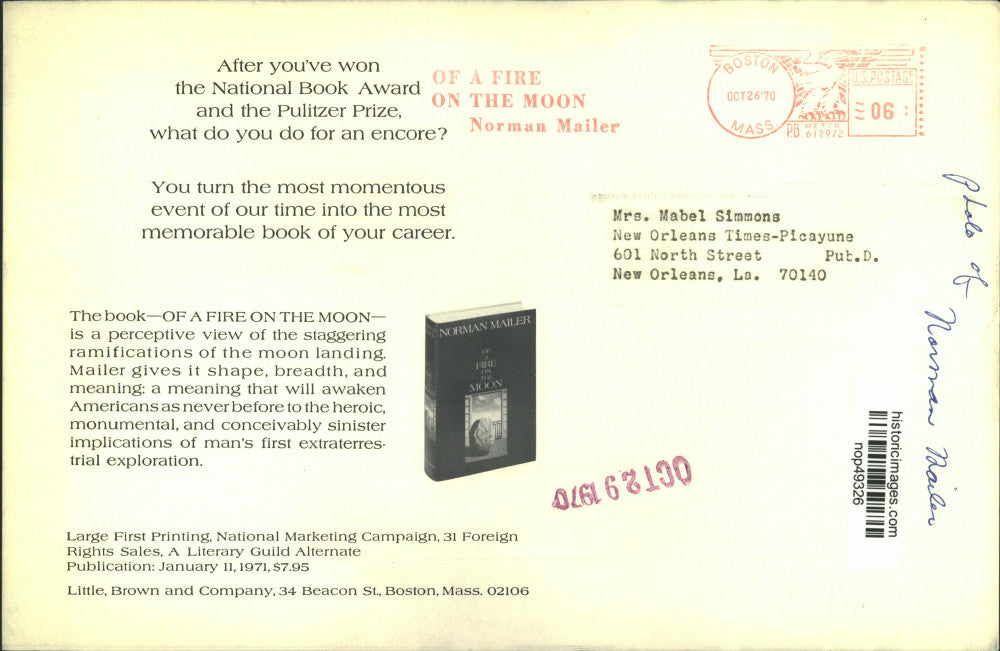 After you've won
the National Book Award
and the Pulitzer Prize,
what do you do for an encore?
OF A FIRE
ON THE MOON
Norman Mailer
BOSTON
OCT 26'70
MASS.
U.S. POSTAGE
06
P.B. METER
612972
You turn the most momentous
event of our time into the most
memorable book of your career.
Mrs. Mabel Simmons
New Orleans Times-Picayune
601 North Street Pub.D.
New Orleans, La. 70140
The book—OF A FIRE ON THE MOON—
is a perceptive view of the staggering
ramifications of the moon landing.
Mailer gives it shape, breadth, and
meaning: a meaning that will awaken
Americans as never before to the heroic,
monumental, and conceivably sinister
implications of man's first extraterres-
trial exploration.
NORMAN MAILER
OF
A
FIRE
ON
THE
MOON
OCT 29 1970
Large First Printing, National Marketing Campaign, 31 Foreign
Rights Sales, A Literary Guild Alternate
Publication: January 11, 1971, $7.95
Little, Brown and Company, 34 Beacon St., Boston, Mass. 02106
Photo of Norman Mailer
historicimages.com
nop49326